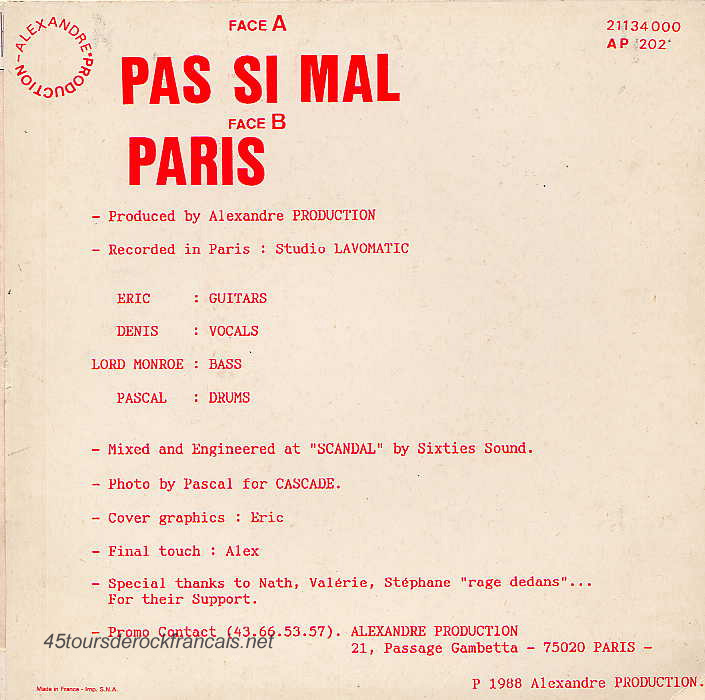 -ALEXANDRE•PRODUCTION
FACE A
21134000
AP 202
PAS SI MAL
FACE B
PARIS
- Produced by Alexandre PRODUCTION
- Recorded in Paris : Studio LAVOMATIC
ERIC : GUITARS
DENIS : VOCALS
LORD MONROE : BASS
PASCAL : DRUMS
- Mixed and Engineered at "SCANDAL" by Sixties Sound.
- Photo by Pascal for CASCADE.
- Cover graphics : Eric
- Final touch : Alex
- Special thanks to Nath, Valérie, Stéphane "rage dedans"...
For their Support.
- Promo Contact (43.66.53.57). ALEXANDRE PRODUCTION
45toursderockfrancais.net
21, Passage Gambetta - 75020 PARIS -
P 1988 Alexandre PRODUCTION.
Made in France - Imp. S.N.A.